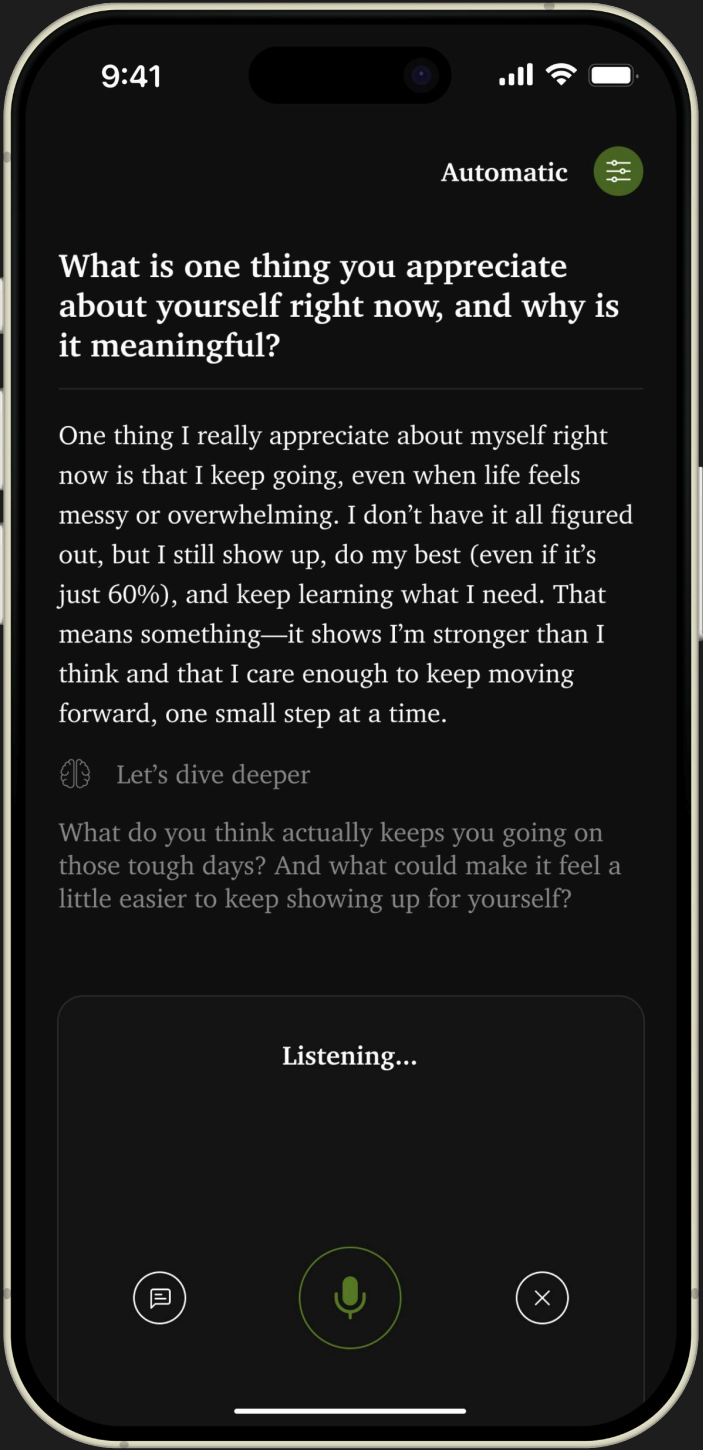 9:41
Automatic
What is one thing you appreciate
about yourself right now, and why is
it meaningful?
One thing I really appreciate about myself right
now is that I keep going, even when life feels
messy or overwhelming. I don’t have it all figured
out, but I still show up, do my best (even if it’s
just 60%), and keep learning what I need. That
means something—it shows I’m stronger than I
think and that I care enough to keep moving
forward, one small step at a time.
Let’s dive deeper
What do you think actually keeps you going on
those tough days? And what could make it feel a
little easier to keep showing up for yourself?
Listening...